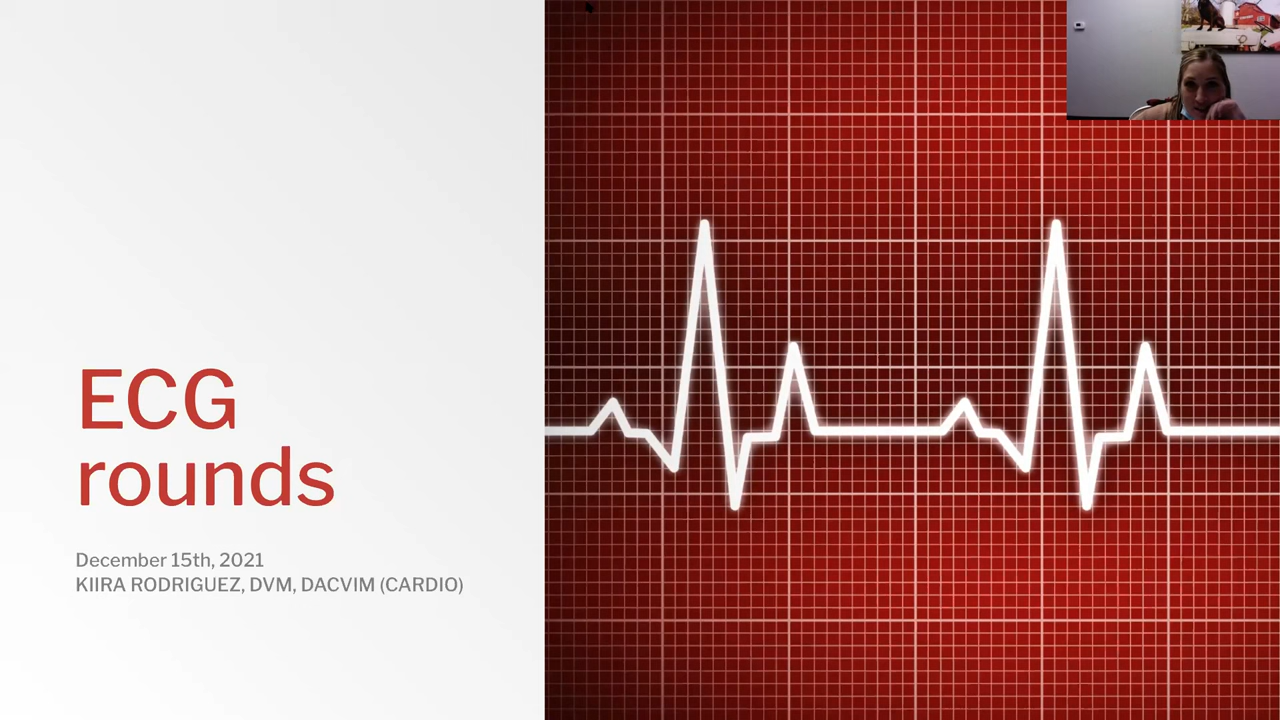 ECG
rounds
December 15th, 2021
KIIRA RODRIGUEZ, DVM, DACVIM (CARDIO)